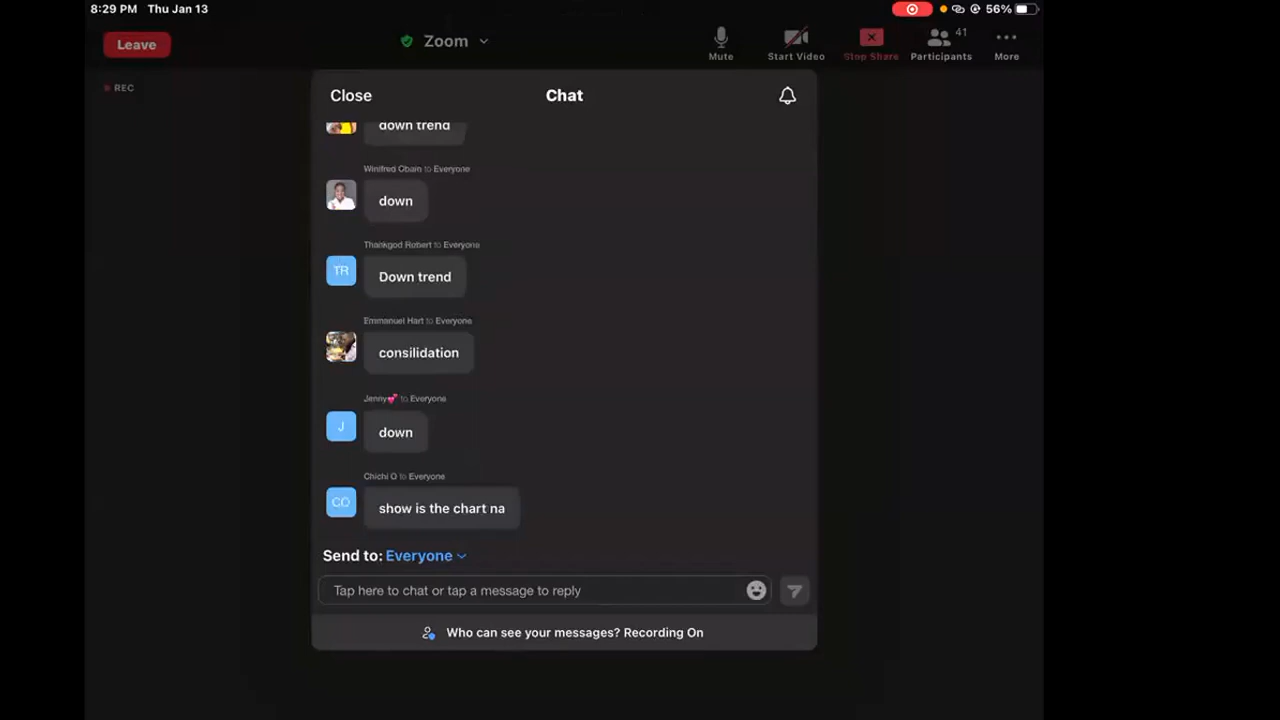 8:29 PM Thu Jan 13
56%
Leave
Zoom
Mute
Start Video
Stop Share
41
Participants
More
REC
Close
Chat
down trend
Winifred Obain to Everyone
down
Thankgod Robert to Everyone
TR
Down trend
Emmanuel Hart to Everyone
consilidation
Jenny💕 to Everyone
J
down
Chichi O to Everyone
CO
show is the chart na
Send to: Everyone
Tap here to chat or tap a message to reply
Who can see your messages? Recording On